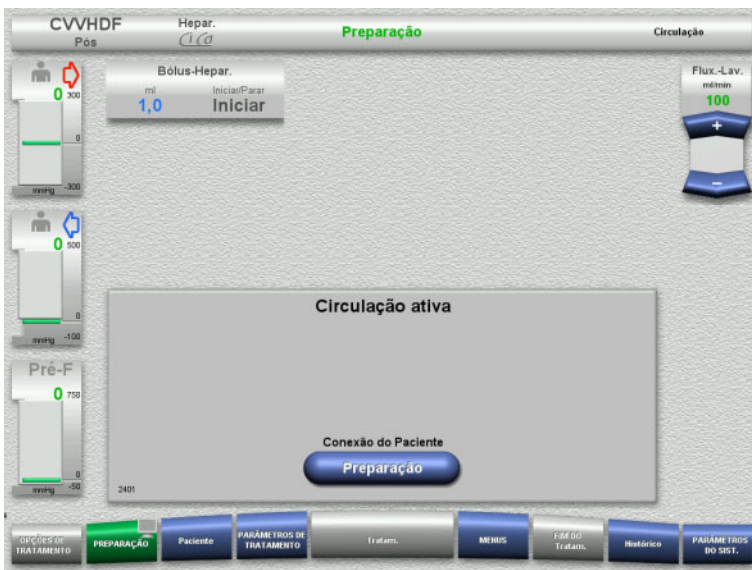 CVVHDF
Pós
Hepar.
Ci Ca
Preparação
Circulação
0
300
0
-300
mmHg
Bólus-Hepar.
ml
Iniciar/Parar
1,0
Iniciar
Flux.-Lav.
ml/min
100
+
−
0
500
0
-100
mmHg
Pré-F
0
750
0
-50
mmHg
Circulação ativa
Conexão do Paciente
Preparação
2401
OPÇÕES DE
TRATAMENTO
PREPARAÇÃO
Paciente
PARÂMETROS DE
TRATAMENTO
Tratam.
MENUS
FIM DO
Tratam.
Histórico
PARÂMETROS
DO SIST.